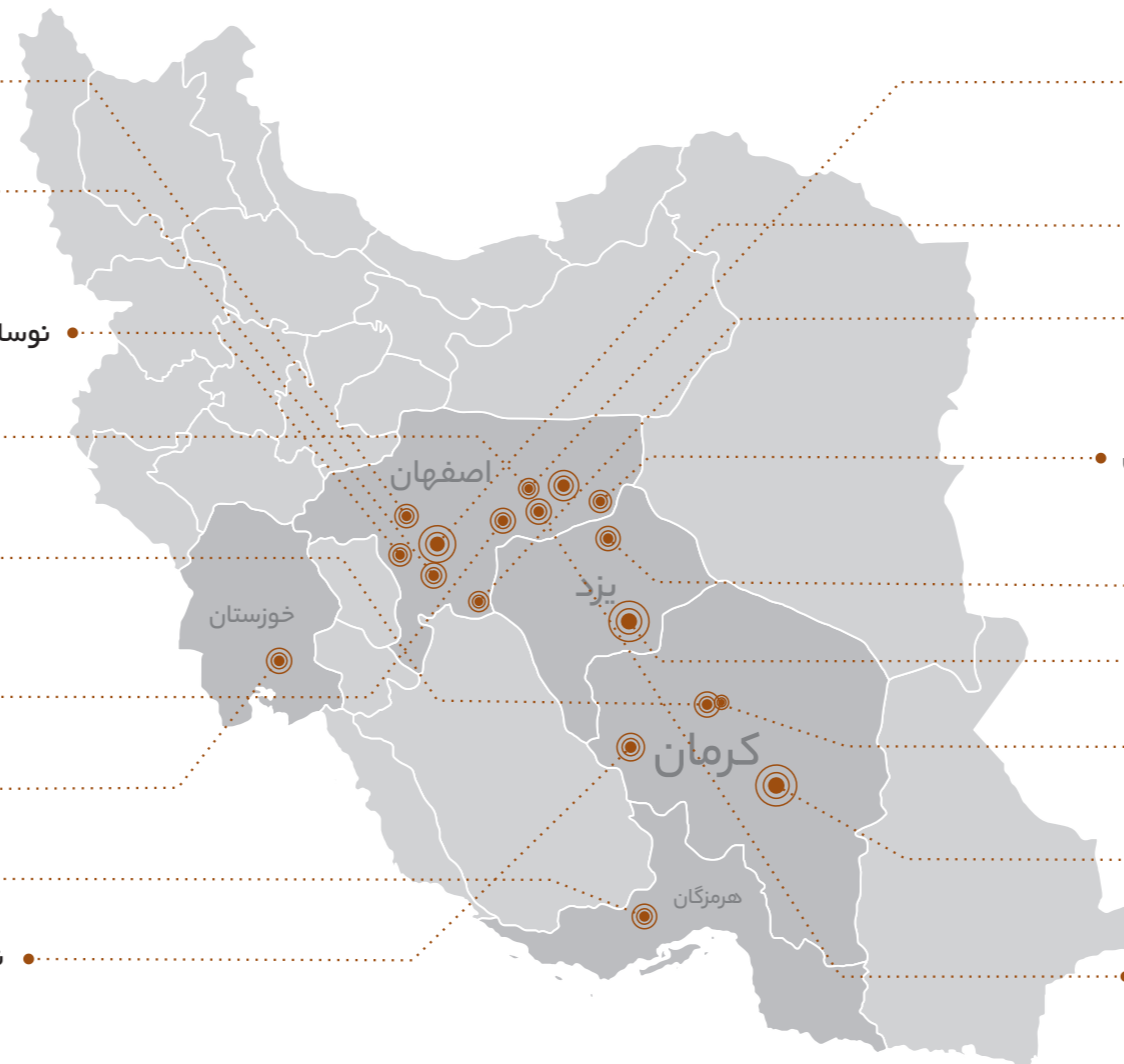 نوسا
اصفهان
یزد
خوزستان
کرمان
هرمزگان